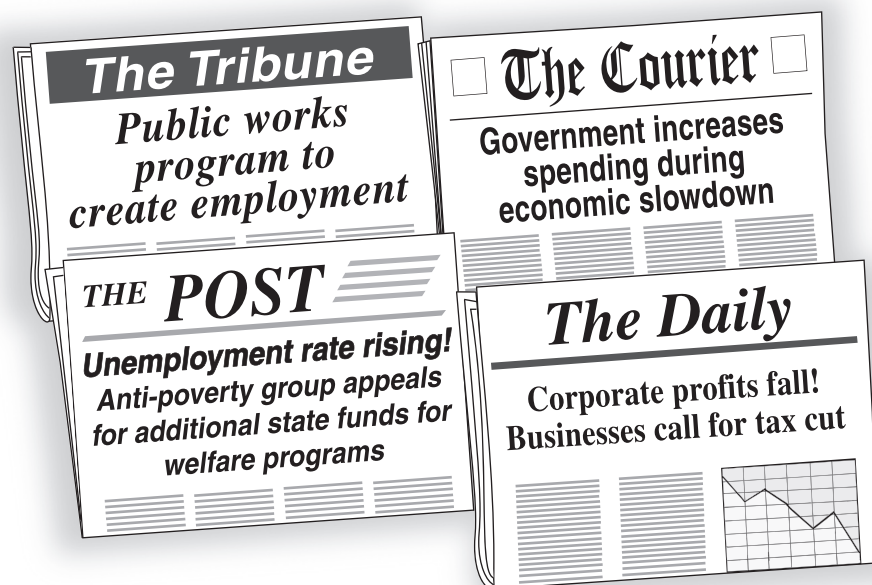 The Tribune
Public works
program to
create employment
The Courier
Government increases
spending during
economic slowdown
THE POST
Unemployment rate rising!
Anti-poverty group appeals
for additional state funds for
welfare programs
The Daily
Corporate profits fall!
Businesses call for tax cut